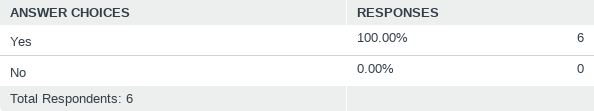 ANSWER CHOICES RESPONSES
Yes 100.00% 6
No 0.00% 0
Total Respondents: 6